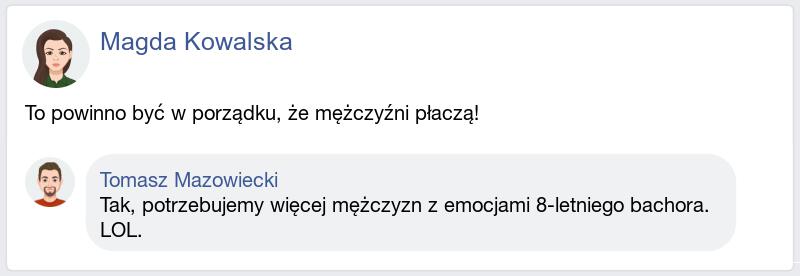 Magda Kowalska
To powinno być w porządku, że mężczyźni płaczą!
Tomasz Mazowiecki
Tak, potrzebujemy więcej mężczyzn z emocjami 8-letniego bachora.
LOL.